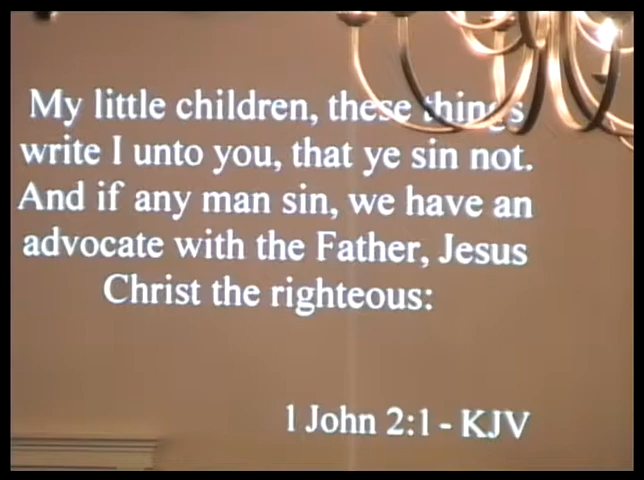 My little children, these things
write I unto you, that ye sin not.
And if any man sin, we have an
advocate with the Father, Jesus
Christ the righteous:
1 John 2:1 - KJV